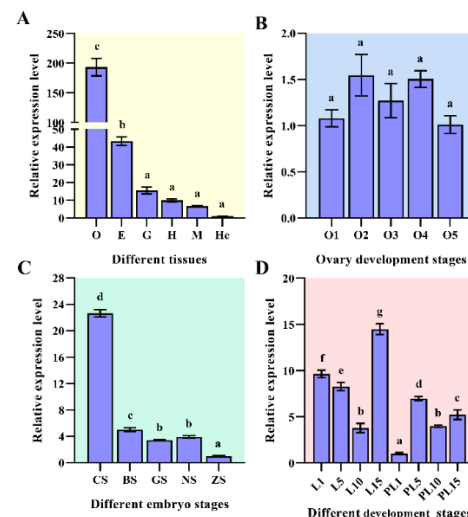 A
Relative expression level
250
200
150
100
50
40
30
20
10
0
c
b
a
a
a
a
O E G H M He
Different tissues
B
Relative expression level
2.0
1.5
1.0
0.5
0.0
a
a
a
a
a
O1 O2 O3 O4 O5
Ovary development stages
C
Relative expression level
28
24
20
16
12
8
4
0
d
c
b
b
a
CS BS GS NS ZS
Different embryo stages
D
Relative expression level
20
15
10
5
0
f
e
b
g
a
d
b
c
L1 L5 L10 L15 PL1 PL5 PL10 PL15
Different development stages